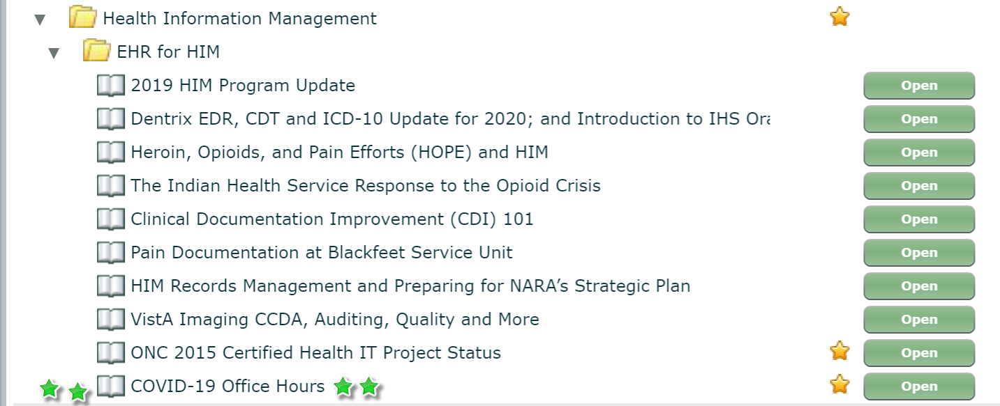 Health Information Management
EHR for HIM
2019 HIM Program Update Open
Dentrix EDR, CDT and ICD-10 Update for 2020; and Introduction to IHS Open
Heroin, Opioids, and Pain Efforts (HOPE) and HIM Open
The Indian Health Service Response to the Opioid Crisis Open
Clinical Documentation Improvement (CDI) 101 Open
Pain Documentation at Blackfeet Service Unit Open
HIM Records Management and Preparing for NARA’s Strategic Plan Open
VistA Imaging CCDA, Auditing, Quality and More Open
ONC 2015 Certified Health IT Project Status Open
COVID-19 Office Hours Open